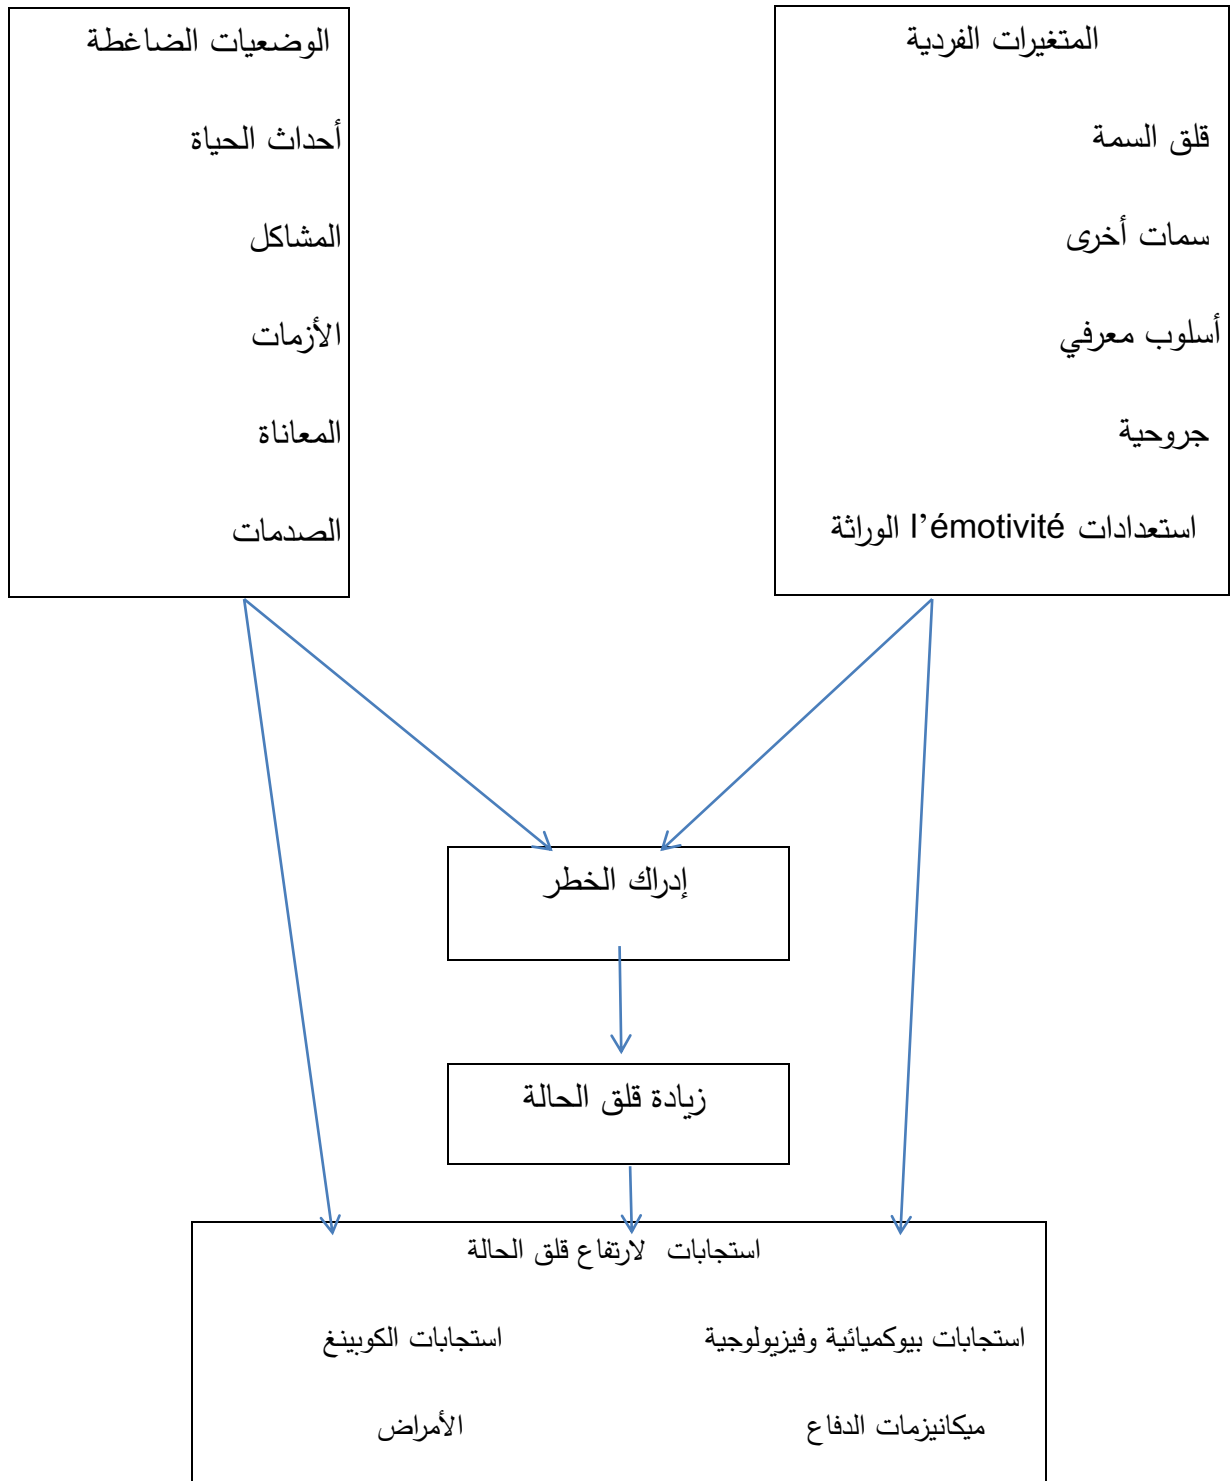 المتغيرات الفردية
قلق السمة
سمات أخرى
أسلوب معرفي
جروحية
استعدادات l’émotivité الوراثة
الوضعيات الضاغطة
أحداث الحياة
المشاكل
الأزمات
المعاناة
الصدمات
إدراك الخطر
زيادة قلق الحالة
استجابات لارتفاع قلق الحالة
استجابات بيوكميائية وفيزيولوجية
استجابات الكوبينغ
ميكانيزمات الدفاع
الأمراض